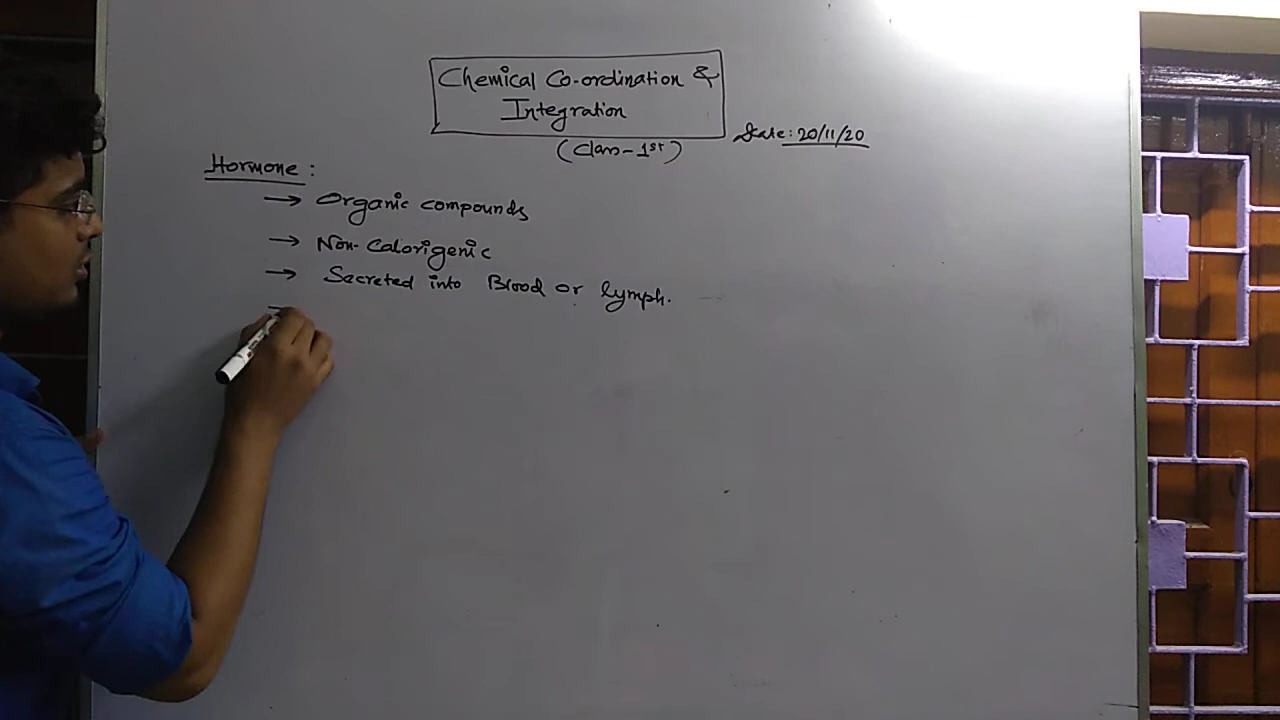 Chemical Co-ordination &
Integration
(Class-1st)
Date: 20/11/20
Hormone :
→ Organic compounds
→ Non-Calorigenic
→ Secreted into Blood or lymph.